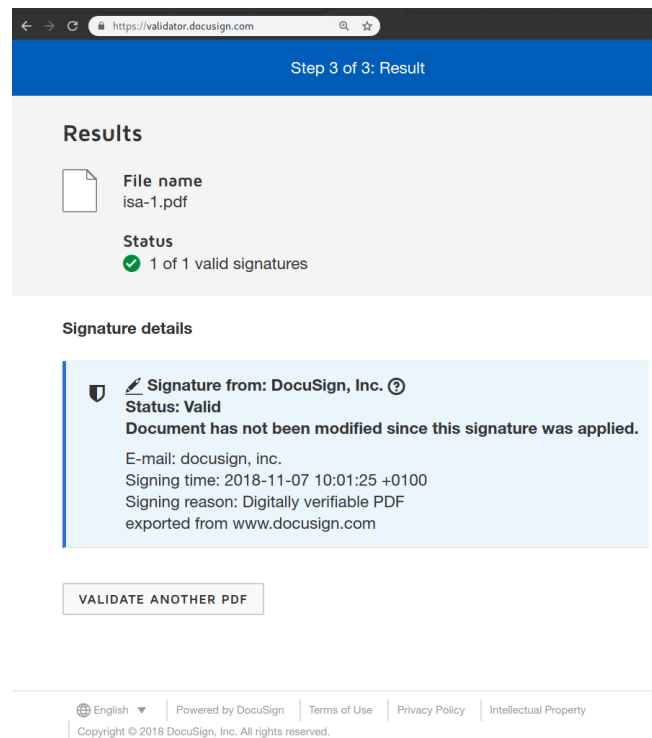 https://validator.docusign.com
Step 3 of 3: Result
Results
File name
isa-1.pdf
Status
1 of 1 valid signatures
Signature details
Signature from: DocuSign, Inc. ?
Status: Valid
Document has not been modified since this signature was applied.
E-mail: docusign, inc.
Signing time: 2018-11-07 10:01:25 +0100
Signing reason: Digitally verifiable PDF
exported from www.docusign.com
VALIDATE ANOTHER PDF
English ▼ Powered by DocuSign Terms of Use Privacy Policy Intellectual Property
Copyright © 2018 DocuSign, Inc. All rights reserved.